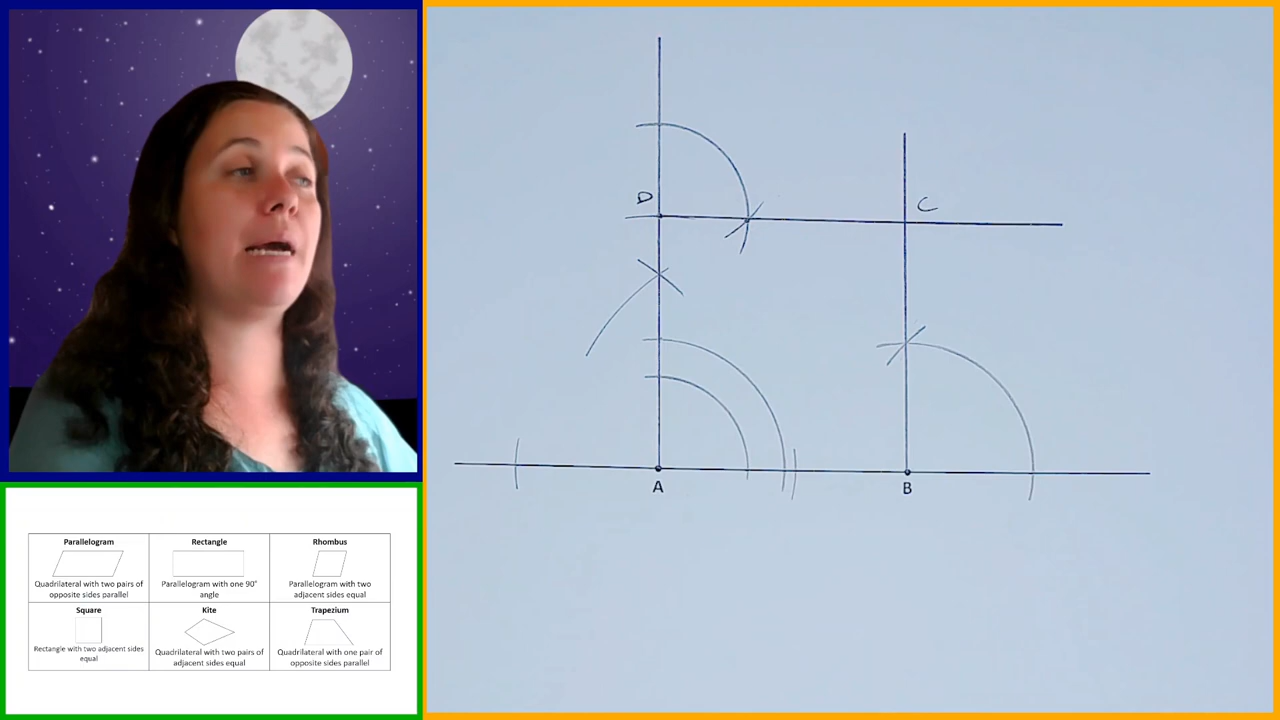 Parallelogram
Quadrilateral with two pairs of
opposite sides parallel
Rectangle
Parallelogram with one 90°
angle
Rhombus
Parallelogram with two
adjacent sides equal
Square
Rectangle with two adjacent sides
equal
Kite
Quadrilateral with two pairs of
adjacent sides equal
Trapezium
Quadrilateral with one pair of
opposite sides parallel
D
C
A
B